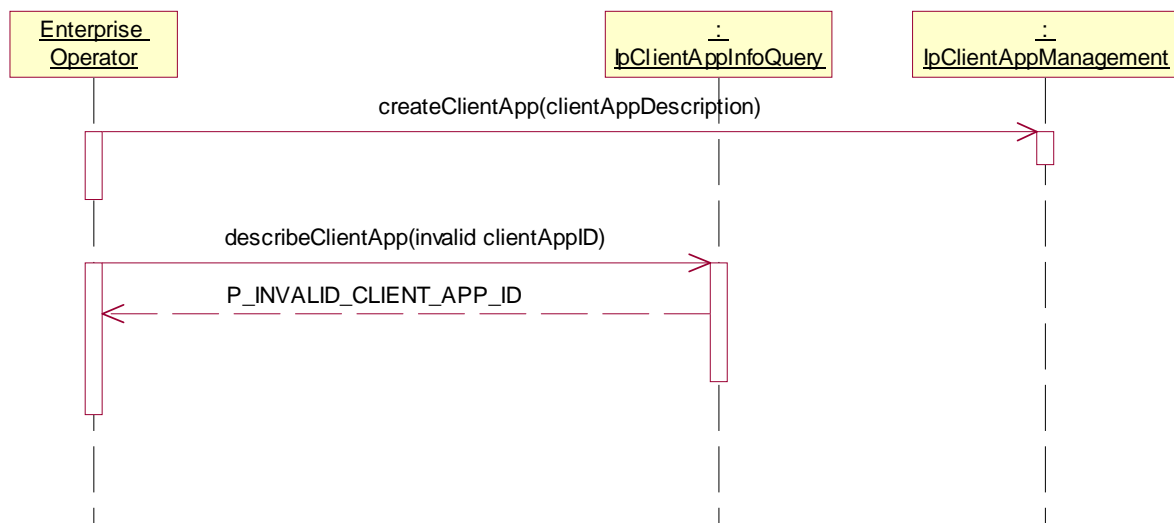 Enterprise
Operator
:
IpClientAppInfoQuery
:
IpClientAppManagement
createClientApp(clientAppDescription)
describeClientApp(invalid clientAppID)
P_INVALID_CLIENT_APP_ID